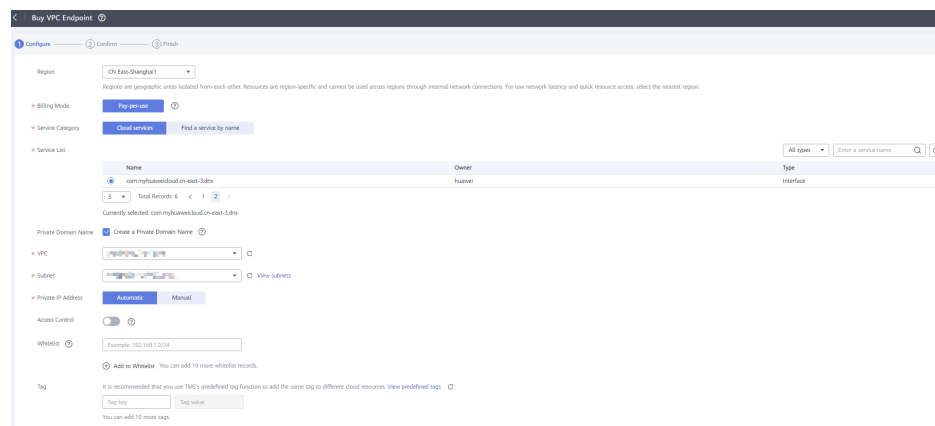 Buy VPC Endpoint
1 Configure 2 Confirm 3 Finish
Region CN East-Shanghai1
Regions are geographic areas isolated from each other. Resources are region-specific and cannot be used across regions through internal network connections. For low network latency and quick resource access, select the nearest region.
* Billing Mode Pay-per-use
* Service Category Cloud services Find a service by name
* Service List All types Enter a service name.
Name Owner Type
com.myhuaweicloud.cn-east-3.dns huawei Interface
5 Total Records: 6 < 1 2 >
Currently selected: com.myhuaweicloud.cn-east-3.dns
Private Domain Name Create a Private Domain Name
* VPC
* Subnet View subnets
* Private IP Address Automatic Manual
Access Control
Whitelist Example: 192.168.1.0/24
Add to Whitelist You can add 19 more whitelist records.
Tag It is recommended that you use TMS's predefined tag function to add the same tag to different cloud resources. View predefined tags
Tag key Tag value
You can add 10 more tags.